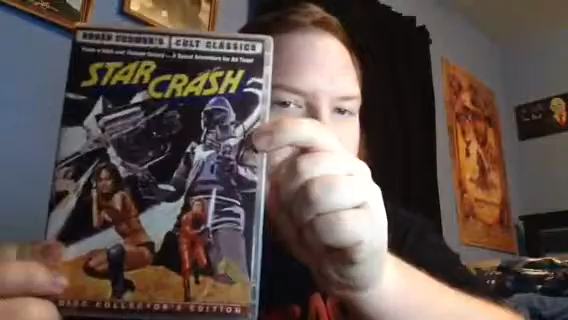 ROGER CORMAN'S CULT CLASSICS
STAR
CRASH
DISC COLLECTOR'S EDITION